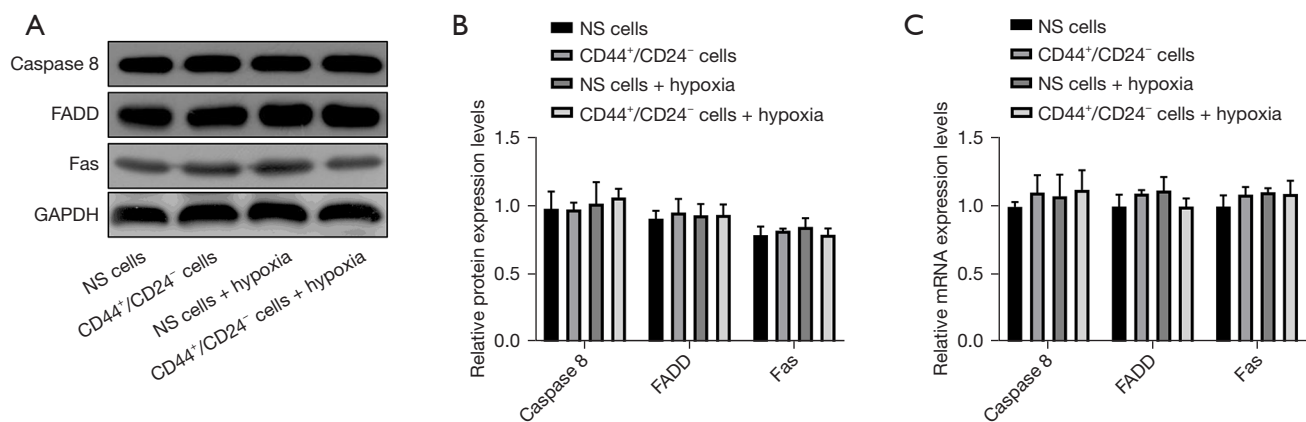 A
Caspase 8
FADD
Fas
GAPDH
NS cells
CD44⁺/CD24⁻ cells
NS cells + hypoxia
CD44⁺/CD24⁻ cells + hypoxia
B
NS cells
CD44⁺/CD24⁻ cells
NS cells + hypoxia
CD44⁺/CD24⁻ cells + hypoxia
Relative protein expression levels
1.5
1.0
0.5
0.0
Caspase 8
FADD
Fas
C
NS cells
CD44⁺/CD24⁻ cells
NS cells + hypoxia
CD44⁺/CD24⁻ cells + hypoxia
Relative mRNA expression levels
1.5
1.0
0.5
0.0
Caspase 8
FADD
Fas